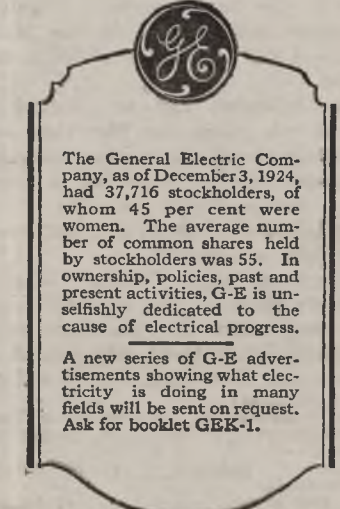 GE
The General Electric Com-
pany, as of December 3, 1924,
had 37,716 stockholders, of
whom 45 per cent were
women. The average num-
ber of common shares held
by stockholders was 55. In
ownership, policies, past and
present activities, G-E is un-
selfishly dedicated to the
cause of electrical progress.
A new series of G-E adver-
tisements showing what elec-
tricity is doing in many
fields will be sent on request.
Ask for booklet GEK-1.